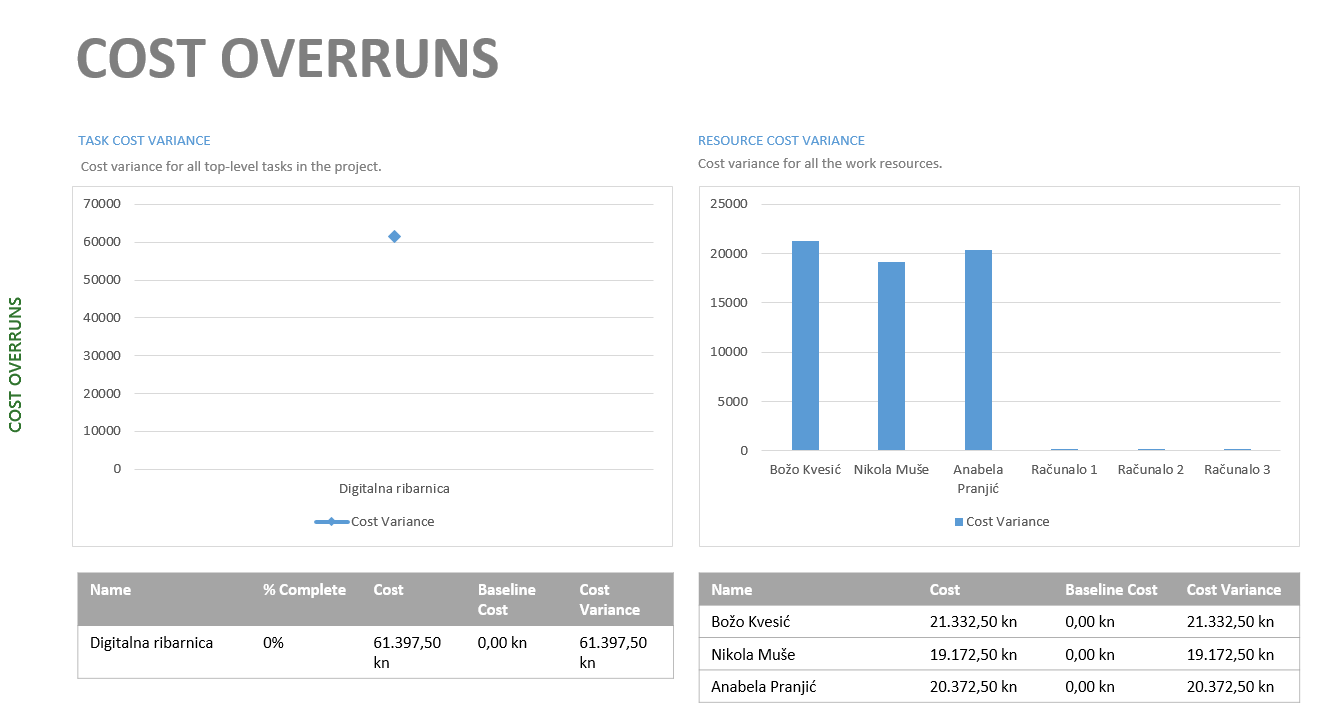 COST OVERRUNS
COST OVERRUNS
TASK COST VARIANCE
Cost variance for all top-level tasks in the project.
70000
60000
50000
40000
30000
20000
10000
0
Digitalna ribarnica
Cost Variance
Name % Complete Cost Baseline Cost Cost Variance
Digitalna ribarnica 0% 61.397,50 kn 0,00 kn 61.397,50 kn
RESOURCE COST VARIANCE
Cost variance for all the work resources.
25000
20000
15000
10000
5000
0
Božo Kvesić Nikola Muše Anabela Pranjić Računalo 1 Računalo 2 Računalo 3
Cost Variance
Name Cost Baseline Cost Cost Variance
Božo Kvesić 21.332,50 kn 0,00 kn 21.332,50 kn
Nikola Muše 19.172,50 kn 0,00 kn 19.172,50 kn
Anabela Pranjić 20.372,50 kn 0,00 kn 20.372,50 kn